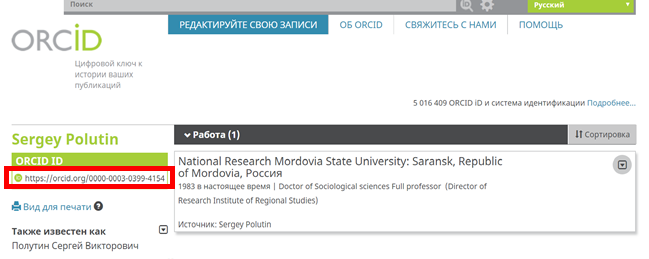 Поиск
Русский
ORCID
Цифровой ключ к
истории ваших
публикаций
РЕДАКТИРУЙТЕ СВОЮ ЗАПИСИ
ОБ ORCID
СВЯЖИТЕСЬ С НАМИ
ПОМОЩЬ
5 016 409 ORCID iD и система идентификации Подробнее...
Sergey Polutin
ORCID ID
iD https://orcid.org/0000-0003-0399-4154
Вид для печати ?
Также известен как
Полутин Сергей Викторович
Работа (1)
Сортировка
National Research Mordovia State University: Saransk, Republic
of Mordovia, Россия
1983 в настоящее время | Doctor of Sociological sciences Full professor (Director of
Research Institute of Regional Studies)
Источник: Sergey Polutin